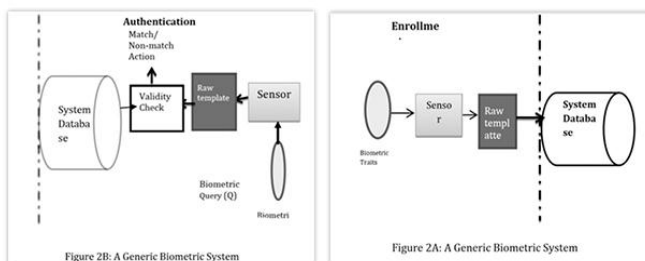 Authentication
Match/
Non-match
Action
System
Databa
se
Validity
Check
Raw
template
Sensor
Biometric
Query (Q)
Biometri
Figure 2B: A Generic Biometric System
Enrollme
.
Biometric
Traits
Senso
r
Raw
templ
atte
System
Databa
se
Figure 2A: A Generic Biometric System